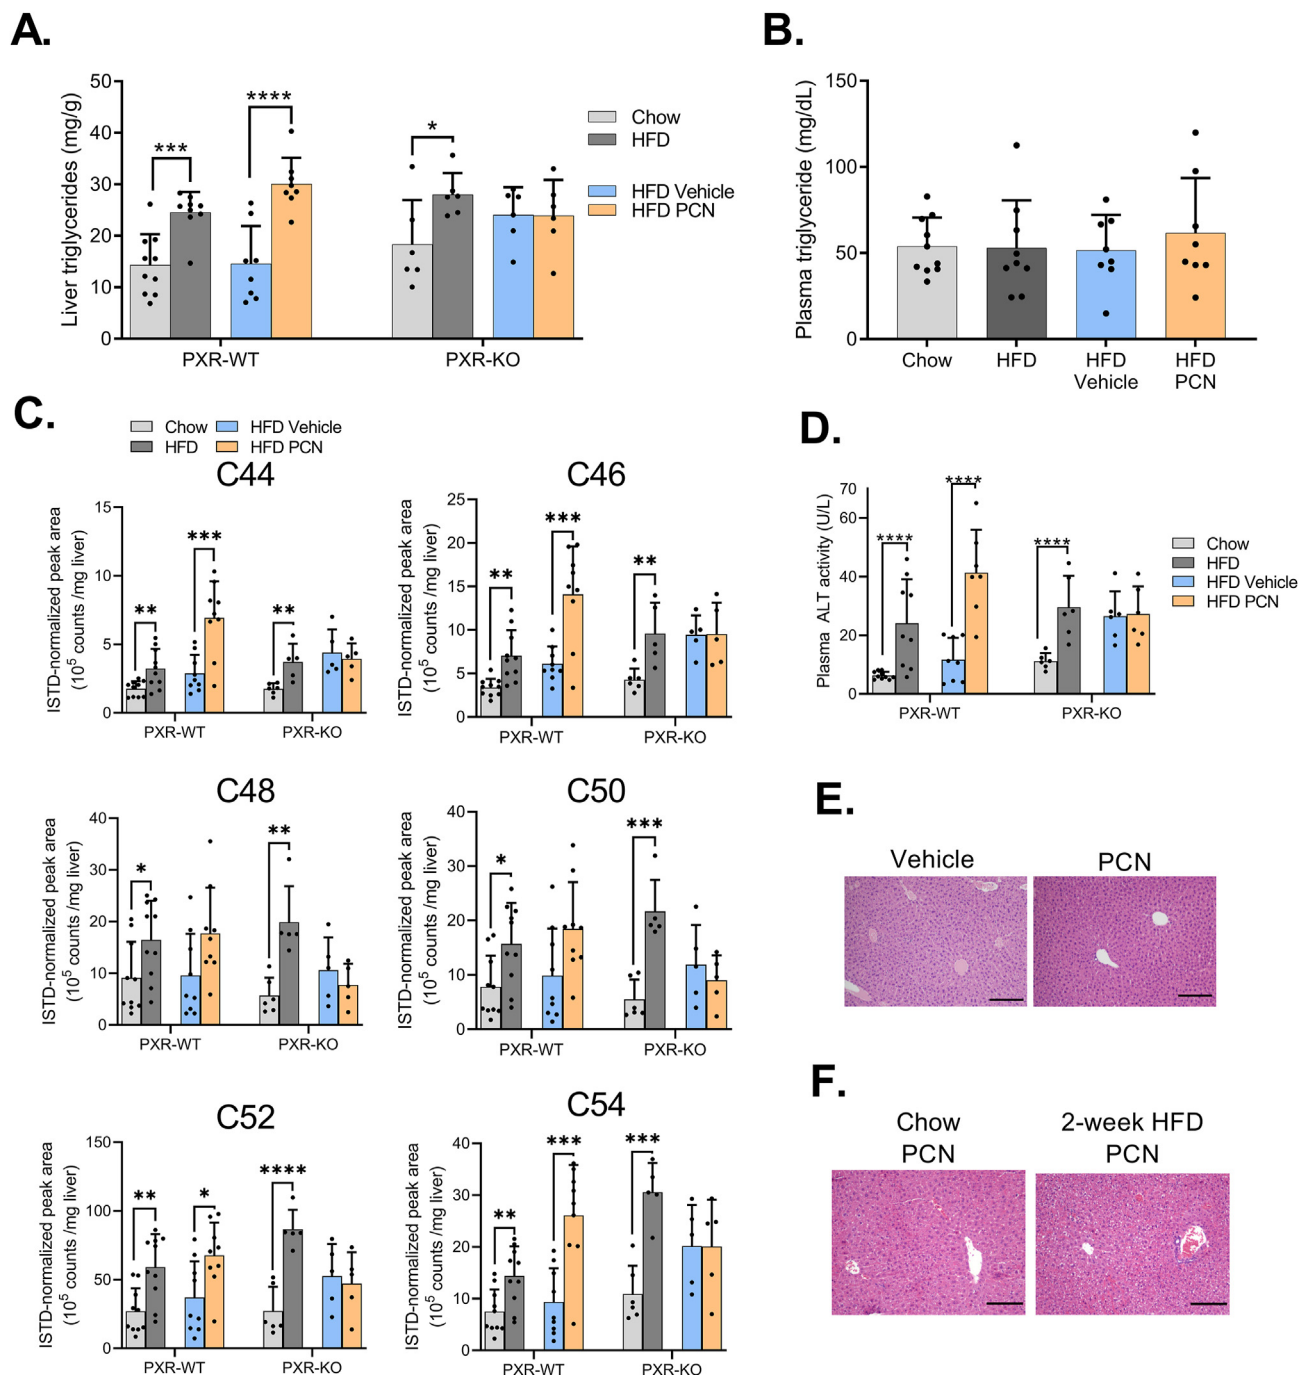 A.
Liver triglycerides (mg/g)
50
40
30
20
10
0
***
****
*
PXR-WT
PXR-KO
Chow
HFD
HFD Vehicle
HFD PCN
B.
Plasma triglyceride (mg/dL)
150
100
50
0
Chow
HFD
HFD
Vehicle
HFD
PCN
C.
Chow
HFD
HFD Vehicle
HFD PCN
C44
ISTD-normalized peak area
(10⁵ counts /mg liver)
15
10
5
0
**
***
**
PXR-WT
PXR-KO
C46
ISTD-normalized peak area
(10⁵ counts /mg liver)
25
20
15
10
5
0
**
***
**
PXR-WT
PXR-KO
D.
Plasma ALT activity (U/L)
70
60
40
20
0
****
****
****
PXR-WT
PXR-KO
Chow
HFD
HFD Vehicle
HFD PCN
C48
ISTD-normalized peak area
(10⁵ counts /mg liver)
40
30
20
10
0
*
**
PXR-WT
PXR-KO
C50
ISTD-normalized peak area
(10⁵ counts /mg liver)
40
30
20
10
0
*
***
PXR-WT
PXR-KO
E.
Vehicle
PCN
C52
ISTD-normalized peak area
(10⁵ counts /mg liver)
150
100
50
0
**
*
****
PXR-WT
PXR-KO
C54
ISTD-normalized peak area
(10⁵ counts /mg liver)
40
30
20
10
0
**
***
***
PXR-WT
PXR-KO
F.
Chow
PCN
2-week HFD
PCN